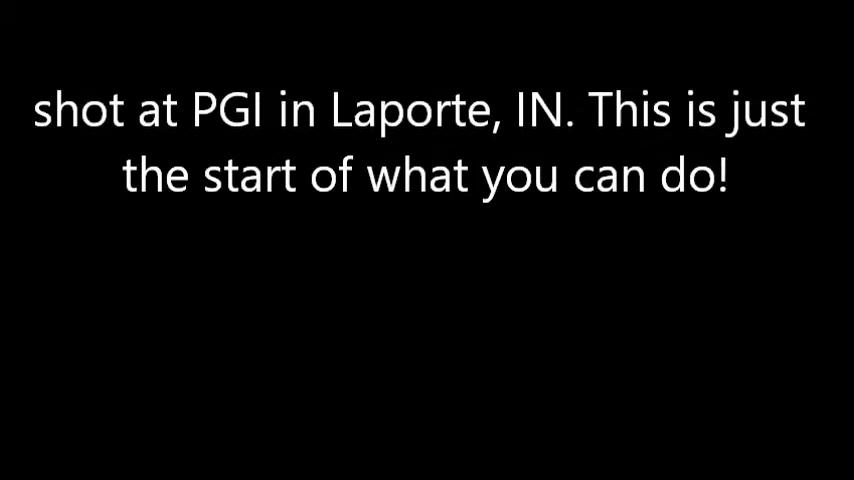 shot at PGI in Laporte, IN. This is just
the start of what you can do!